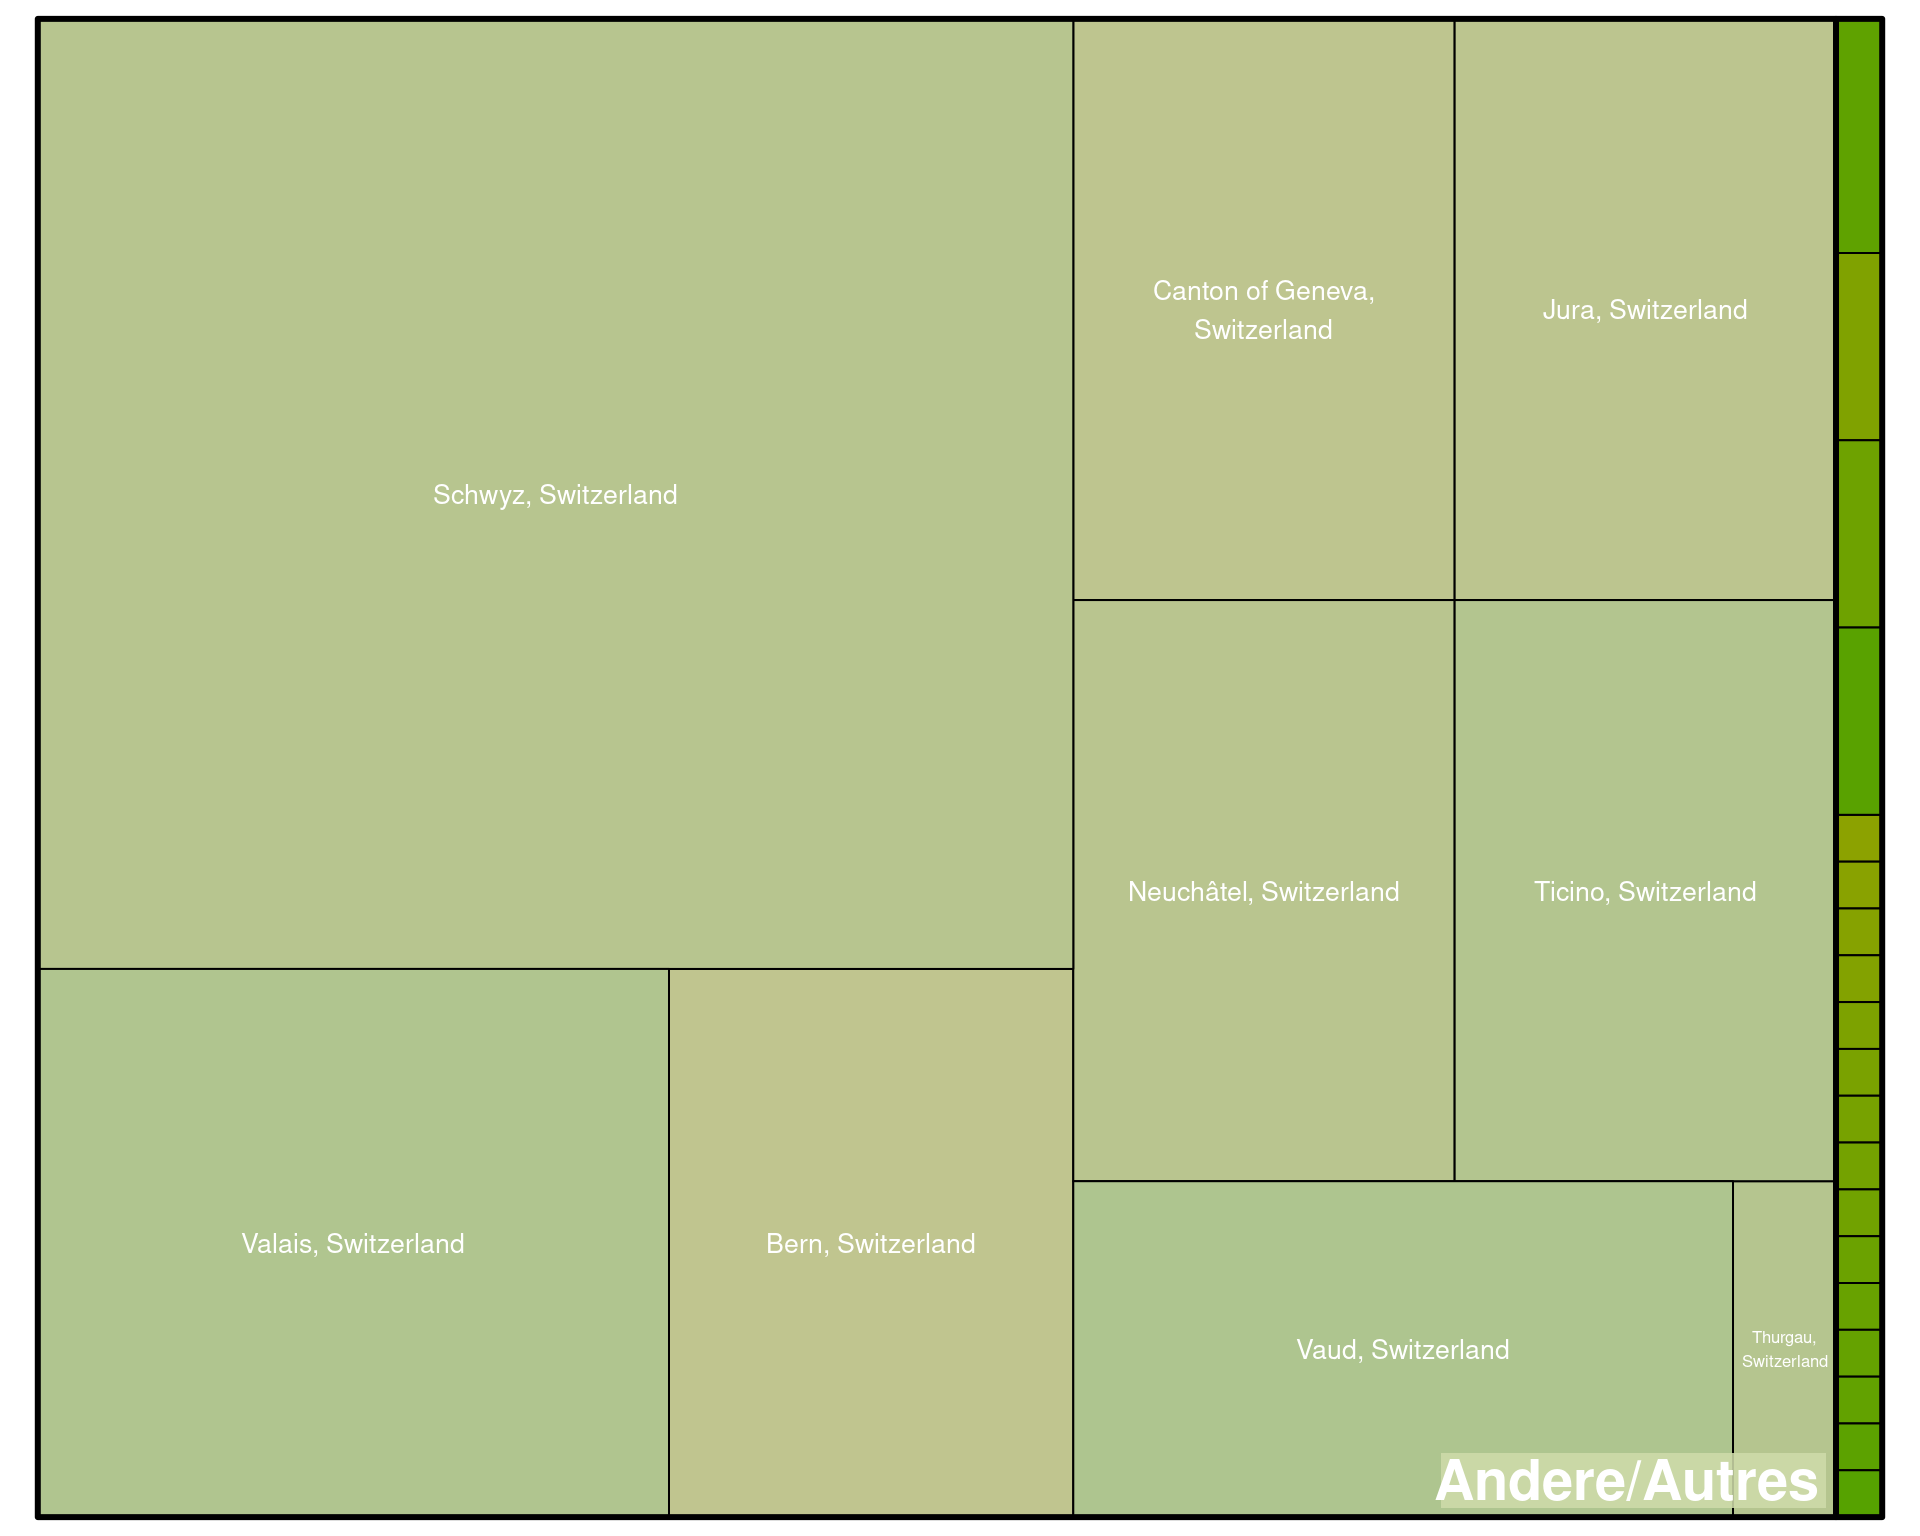 Canton of Geneva,
Switzerland
Jura, Switzerland
Schwyz, Switzerland
Neuchâtel, Switzerland
Ticino, Switzerland
Valais, Switzerland
Bern, Switzerland
Vaud, Switzerland
Thurgau,
Switzerland
Andere/Autres